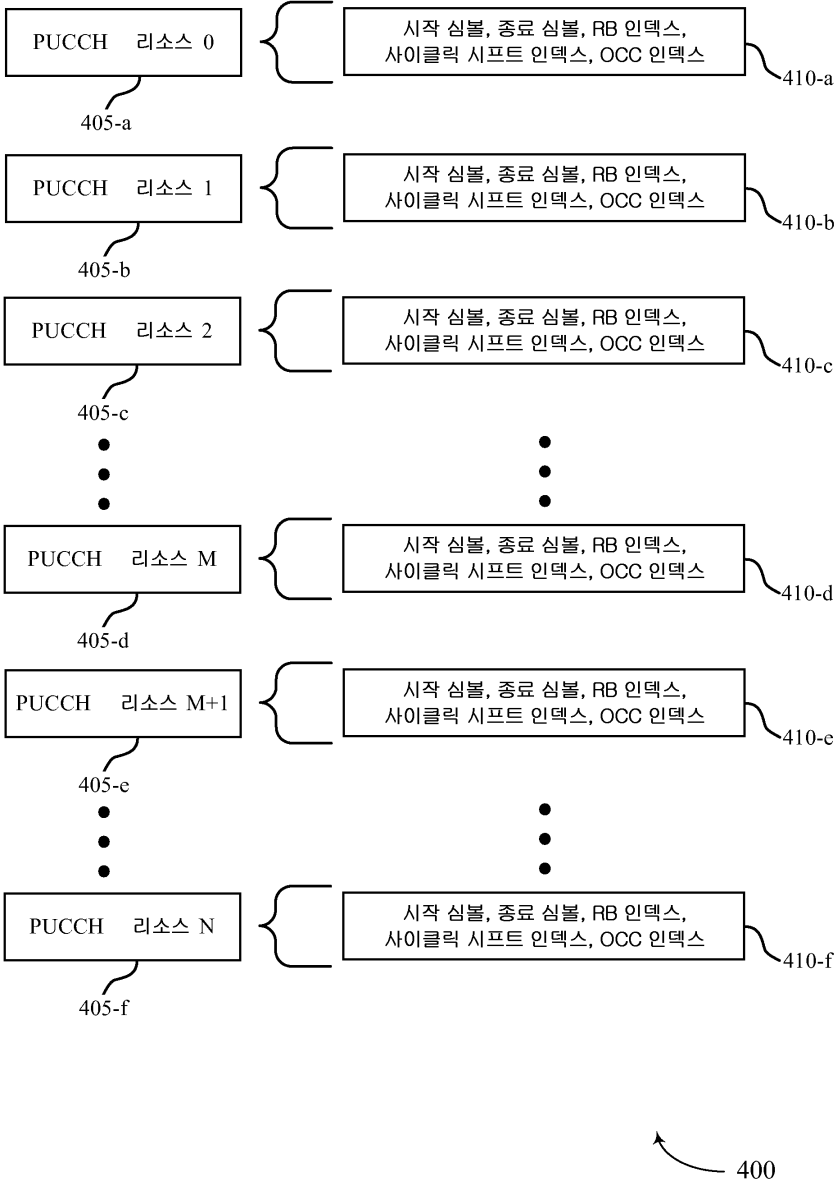 PUCCH 리소스 0
시작 심볼, 종료 심볼, RB 인덱스,
사이클릭 시프트 인덱스, OCC 인덱스
410-a
405-a
PUCCH 리소스 1
시작 심볼, 종료 심볼, RB 인덱스,
사이클릭 시프트 인덱스, OCC 인덱스
410-b
405-b
PUCCH 리소스 2
시작 심볼, 종료 심볼, RB 인덱스,
사이클릭 시프트 인덱스, OCC 인덱스
410-c
405-c
PUCCH 리소스 M
시작 심볼, 종료 심볼, RB 인덱스,
사이클릭 시프트 인덱스, OCC 인덱스
410-d
405-d
PUCCH 리소스 M+1
시작 심볼, 종료 심볼, RB 인덱스,
사이클릭 시프트 인덱스, OCC 인덱스
410-e
405-e
PUCCH 리소스 N
시작 심볼, 종료 심볼, RB 인덱스,
사이클릭 시프트 인덱스, OCC 인덱스
410-f
405-f
400